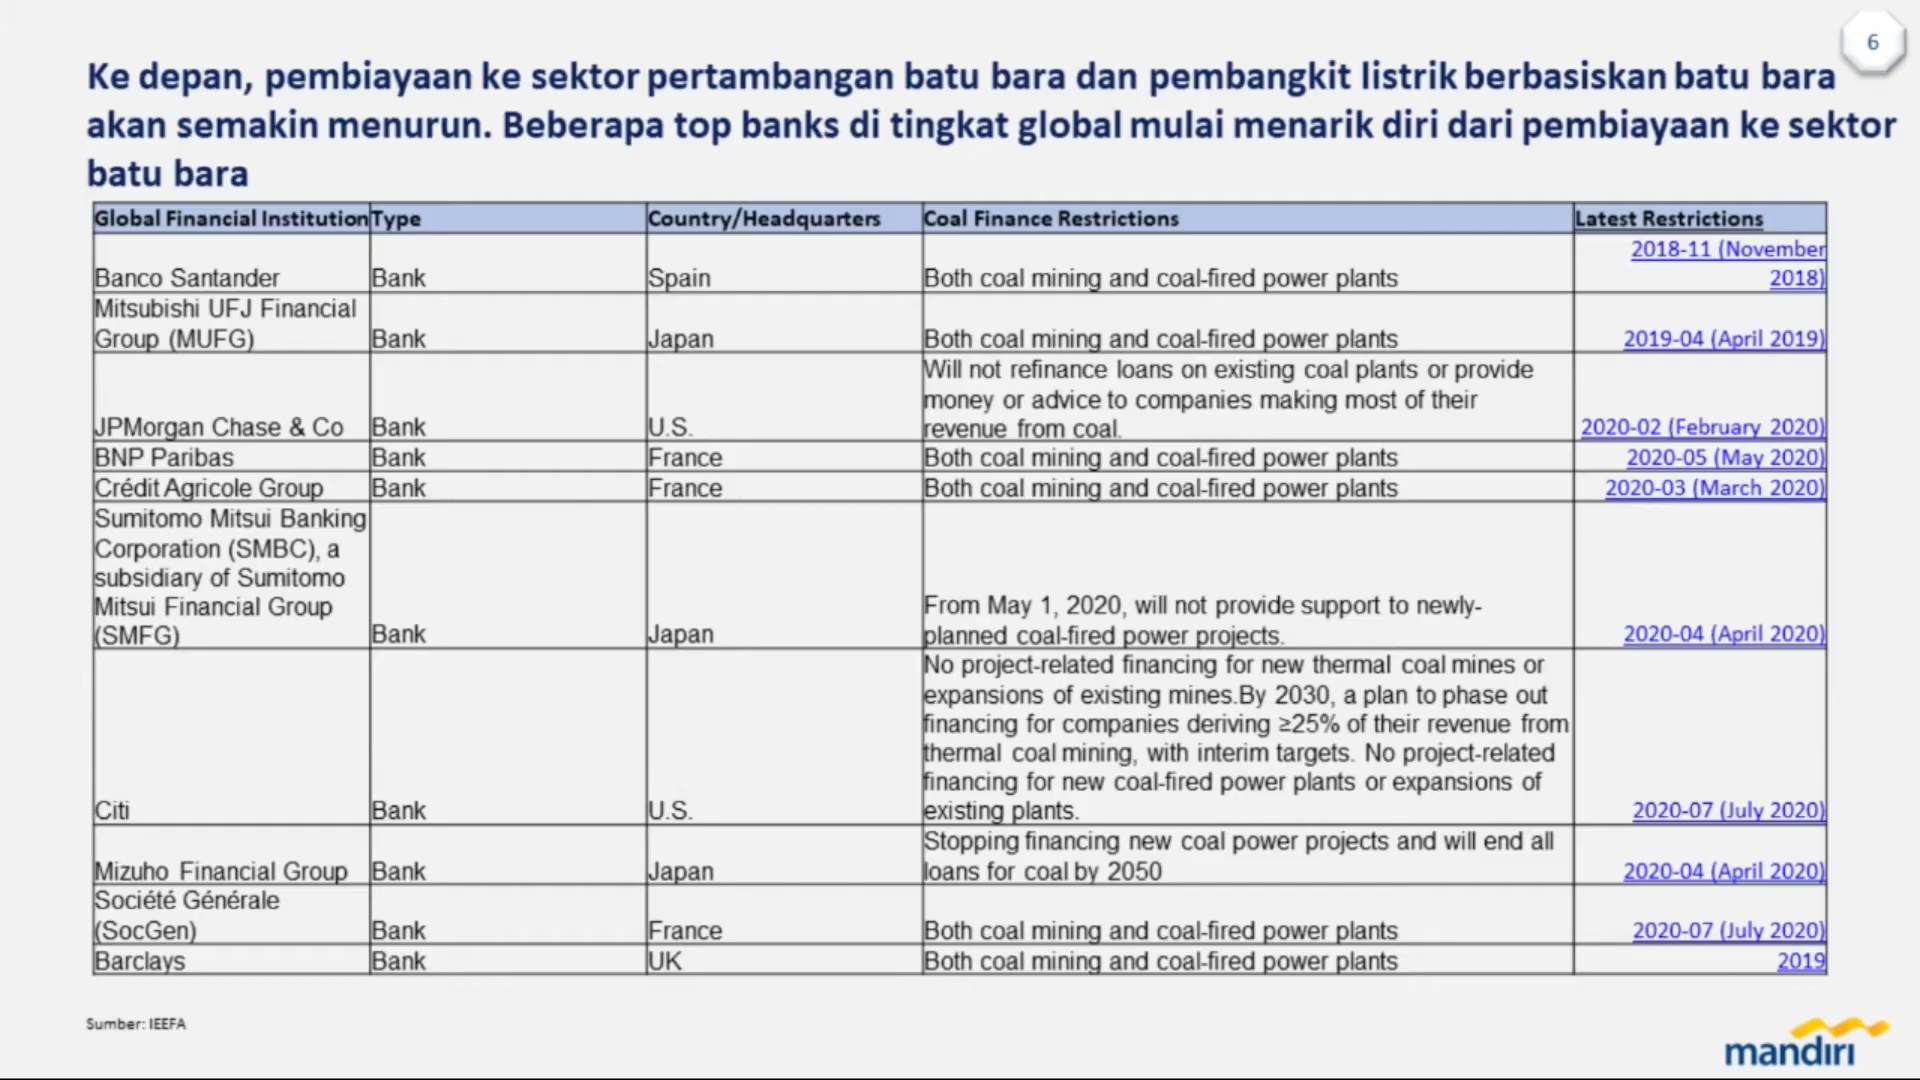 6
Ke depan, pembiayaan ke sektor pertambangan batu bara dan pembangkit listrik berbasiskan batu bara
akan semakin menurun. Beberapa top banks di tingkat global mulai menarik diri dari pembiayaan ke sektor
batu bara
Global Financial Institution Type Country/Headquarters Coal Finance Restrictions Latest Restrictions
2018-11 (November
Banco Santander Bank Spain Both coal mining and coal-fired power plants 2018)
Mitsubishi UFJ Financial
Group (MUFG) Bank Japan Both coal mining and coal-fired power plants 2019-04 (April 2019)
Will not refinance loans on existing coal plants or provide
money or advice to companies making most of their
JPMorgan Chase & Co Bank U.S. revenue from coal. 2020-02 (February 2020)
BNP Paribas Bank France Both coal mining and coal-fired power plants 2020-05 (May 2020)
Crédit Agricole Group Bank France Both coal mining and coal-fired power plants 2020-03 (March 2020)
Sumitomo Mitsui Banking
Corporation (SMBC), a
subsidiary of Sumitomo
Mitsui Financial Group From May 1, 2020, will not provide support to newly-
(SMFG) Bank Japan planned coal-fired power projects. 2020-04 (April 2020)
No project-related financing for new thermal coal mines or
expansions of existing mines.By 2030, a plan to phase out
financing for companies deriving ≥25% of their revenue from
thermal coal mining, with interim targets. No project-related
financing for new coal-fired power plants or expansions of
Citi Bank U.S. existing plants. 2020-07 (July 2020)
Stopping financing new coal power projects and will end all
Mizuho Financial Group Bank Japan loans for coal by 2050 2020-04 (April 2020)
Société Générale
(SocGen) Bank France Both coal mining and coal-fired power plants 2020-07 (July 2020)
Barclays Bank UK Both coal mining and coal-fired power plants 2019
Sumber: IEEFA
mandiri